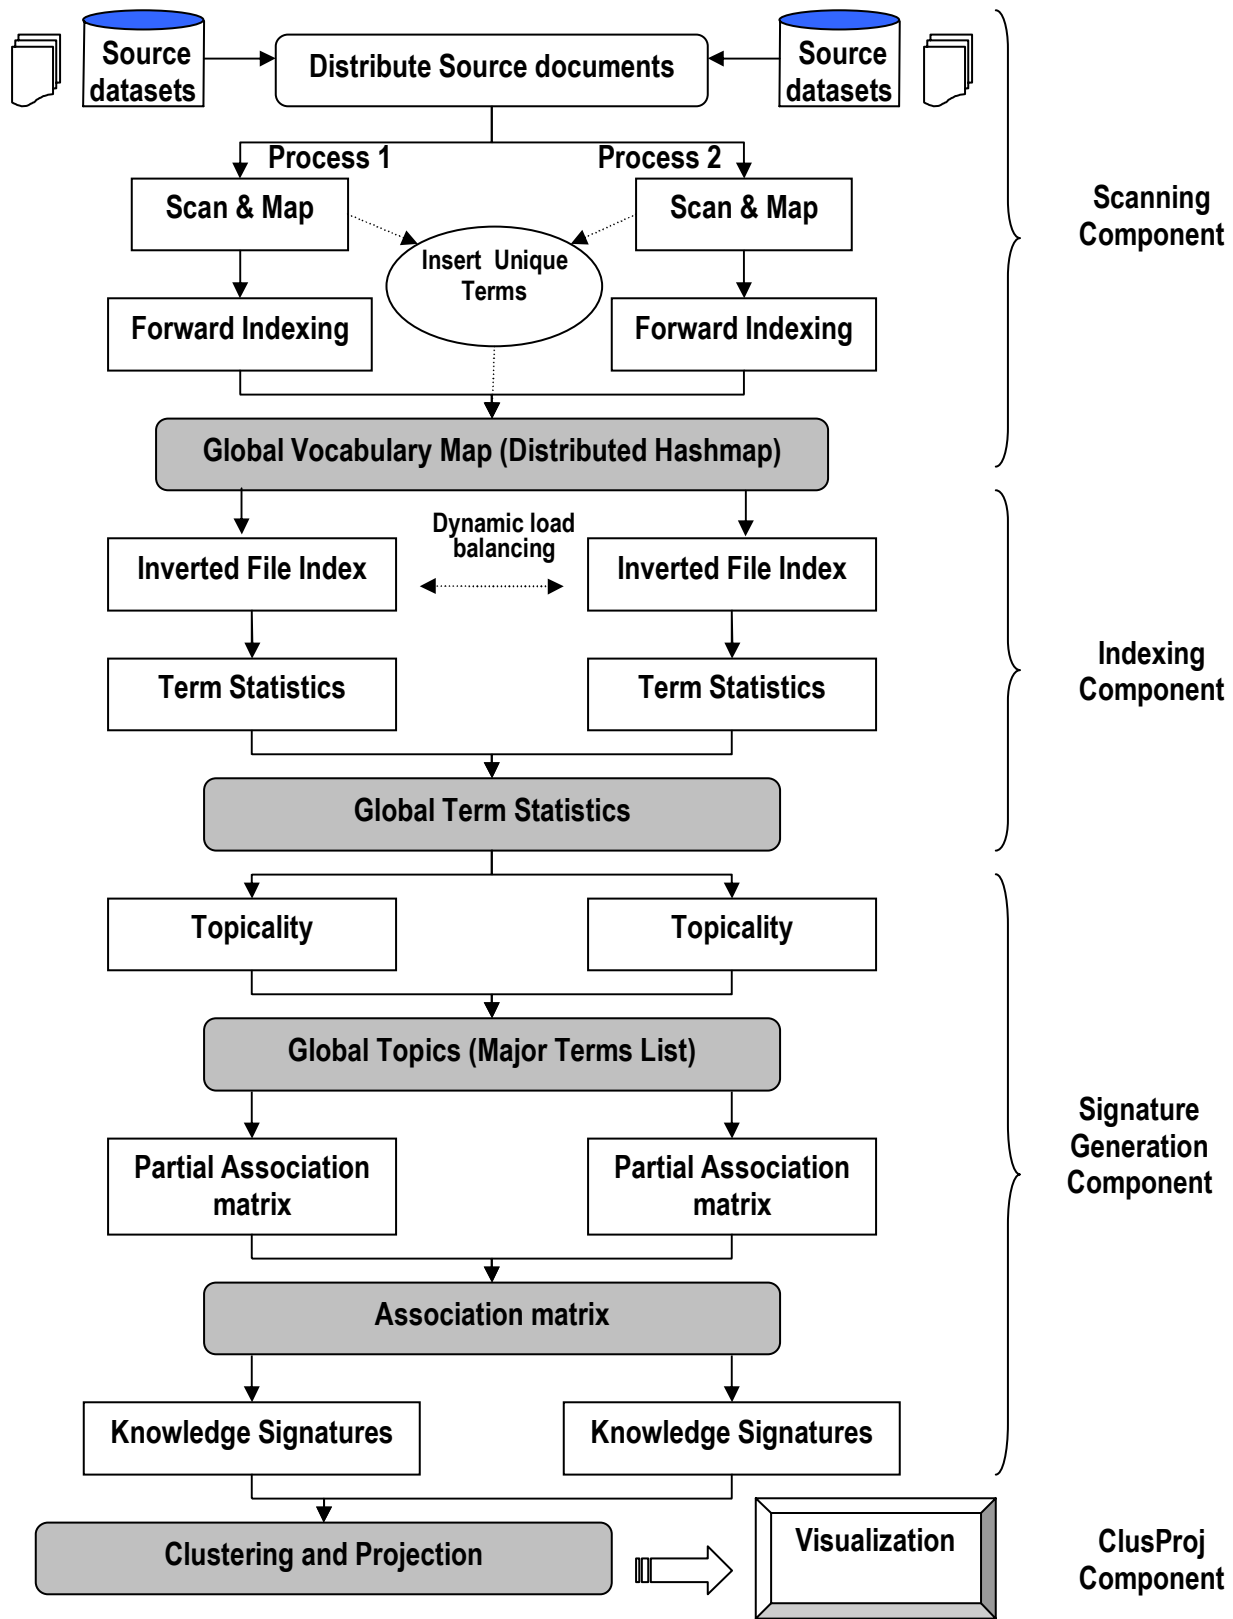 Source
datasets
Distribute Source documents
Source
datasets
Process 1
Process 2
Scan & Map
Scan & Map
Scanning
Component
Insert Unique
Terms
Forward Indexing
Forward Indexing
Global Vocabulary Map (Distributed Hashmap)
Dynamic load
balancing
Inverted File Index
Inverted File Index
Term Statistics
Term Statistics
Indexing
Component
Global Term Statistics
Topicality
Topicality
Global Topics (Major Terms List)
Partial Association
matrix
Partial Association
matrix
Signature
Generation
Component
Association matrix
Knowledge Signatures
Knowledge Signatures
Clustering and Projection
Visualization
ClusProj
Component